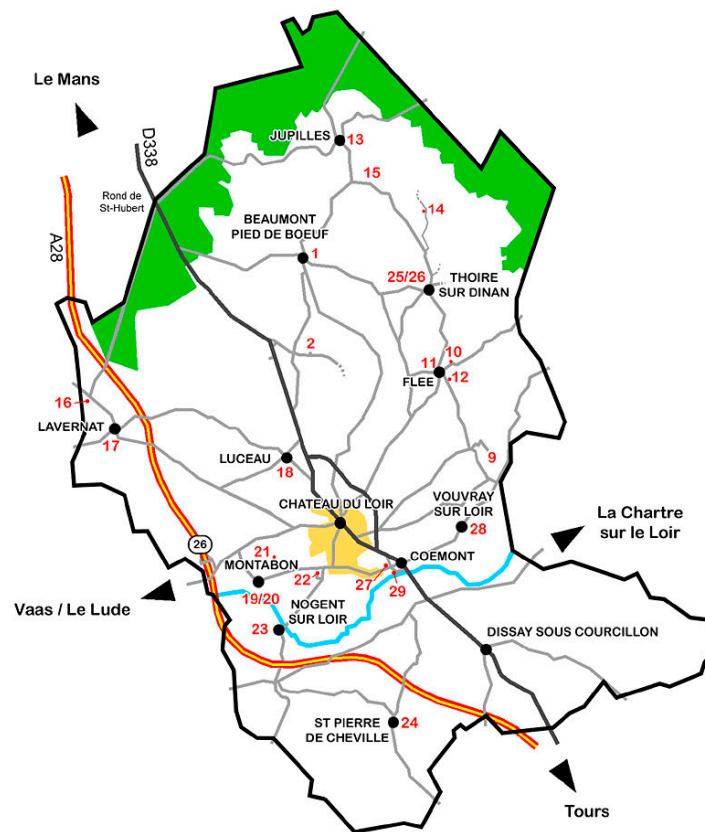 Le Mans
D338
JUPILLES
13
Rond de
St-Hubert
15
14
A28
BEAUMONT
PIED DE BOEUF
1
25/26
THOIRE
SUR DINAN
2
10
11
FLEE
12
16
LAVERNAT
17
LUCEAU
18
9
CHATEAU DU LOIR
VOUVRAY
SUR LOIR
28
La Chartre
sur le Loir
26
21
COEMONT
MONTABON
22
27
29
Vaas / Le Lude
19/20
NOGENT
SUR LOIR
23
DISSAY SOUS COURCILLON
ST PIERRE
DE CHEVILLE
24
Tours